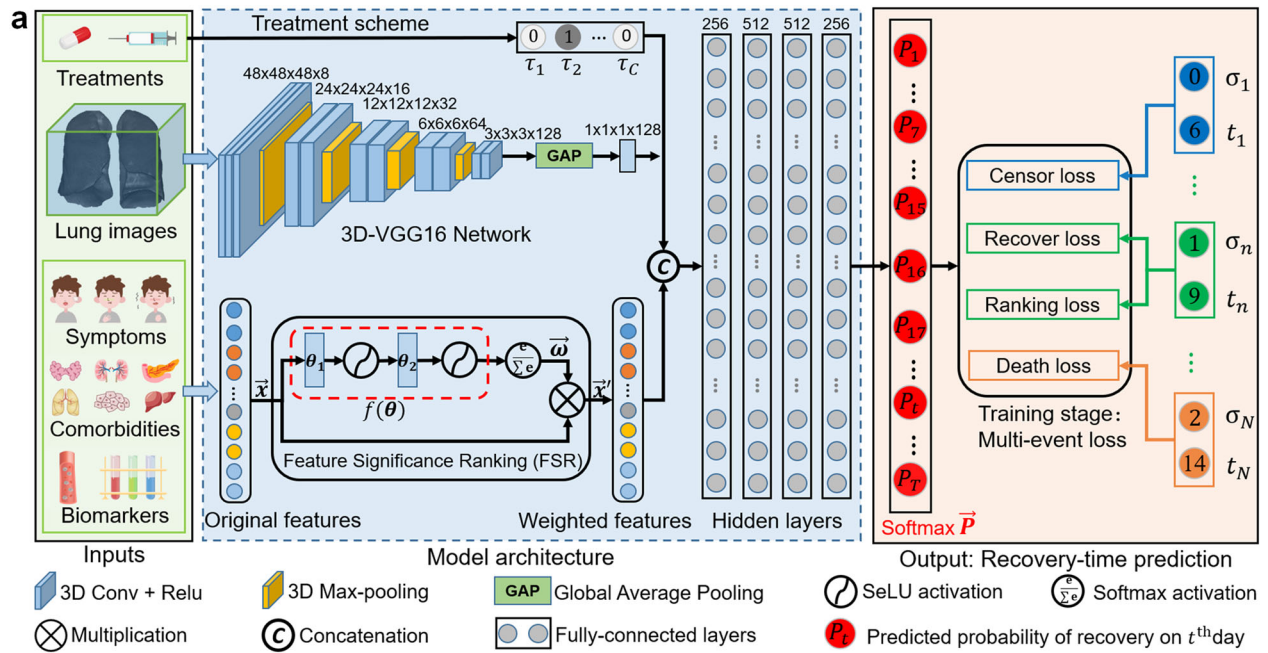 a
Treatments
Lung images
Symptoms
Comorbidities
Biomarkers
Inputs
Treatment scheme
0 1 ... 0
τ1 τ2 τC
48x48x48x8
24x24x24x16
12x12x12x32
6x6x6x64
3x3x3x128
1x1x1x128
GAP
3D-VGG16 Network
C
x⃗
θ1
θ2
f(θ)
e
∑ e
ω⃗
x⃗′
Feature Significance Ranking (FSR)
Original features
Weighted features
256 512 512 256
Hidden layers
Model architecture
P1
P7
P15
P16
P17
Pt
PT
Softmax P⃗
Censor loss
Recover loss
Ranking loss
Death loss
Training stage:
Multi-event loss
0 σ1
6 t1
1 σn
9 tn
2 σN
14 tN
Output: Recovery-time prediction
3D Conv + Relu
3D Max-pooling
GAP Global Average Pooling
SeLU activation
e
∑ e
Softmax activation
Multiplication
C Concatenation
Fully-connected layers
Pt Predicted probability of recovery on tth day